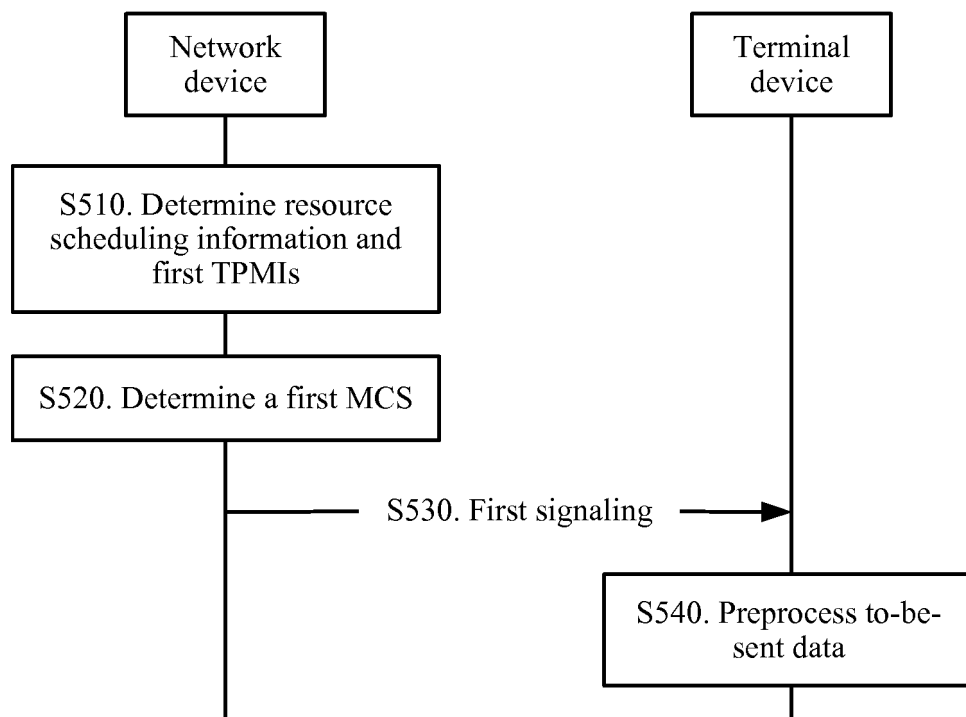 Network
device
Terminal
device
S510. Determine resource
scheduling information and
first TPMIs
S520. Determine a first MCS
S530. First signaling
S540. Preprocess to-be-
sent data